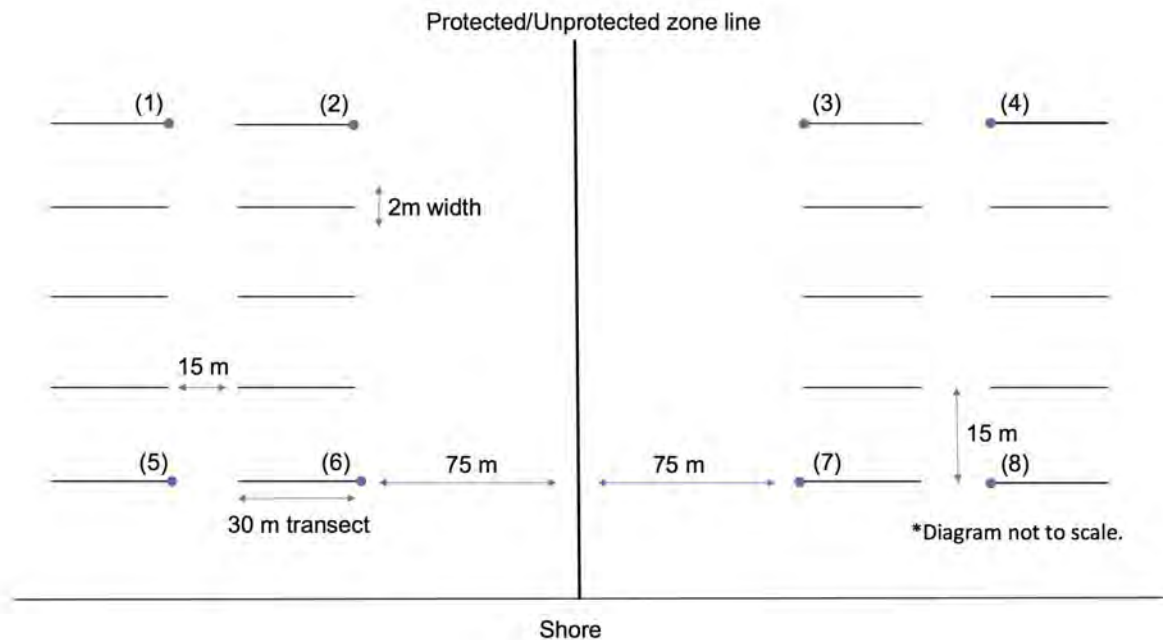 Protected/Unprotected zone line
(1)
(2)
(3)
(4)
2m width
15 m
15 m
(5)
(6)
75 m
75 m
(7)
(8)
30 m transect
*Diagram not to scale.
Shore